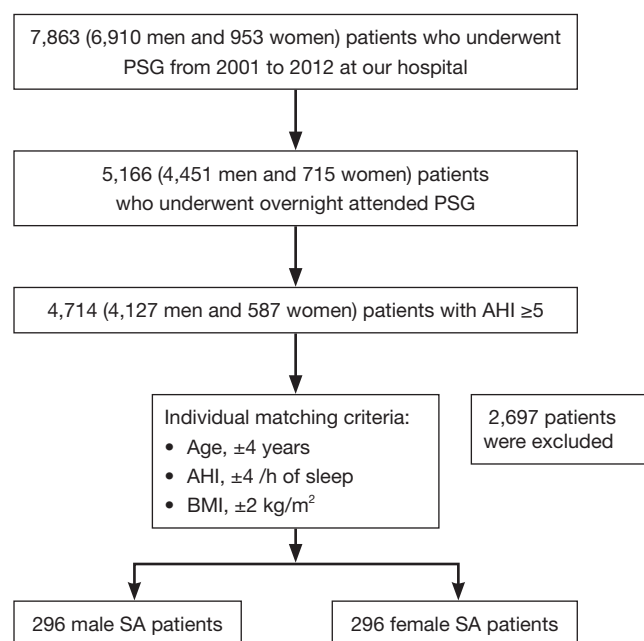 7,863 (6,910 men and 953 women) patients who underwent
PSG from 2001 to 2012 at our hospital
5,166 (4,451 men and 715 women) patients
who underwent overnight attended PSG
4,714 (4,127 men and 587 women) patients with AHI ≥5
Individual matching criteria:
• Age, ±4 years
• AHI, ±4 /h of sleep
• BMI, ±2 kg/m²
2,697 patients
were excluded
296 male SA patients
296 female SA patients